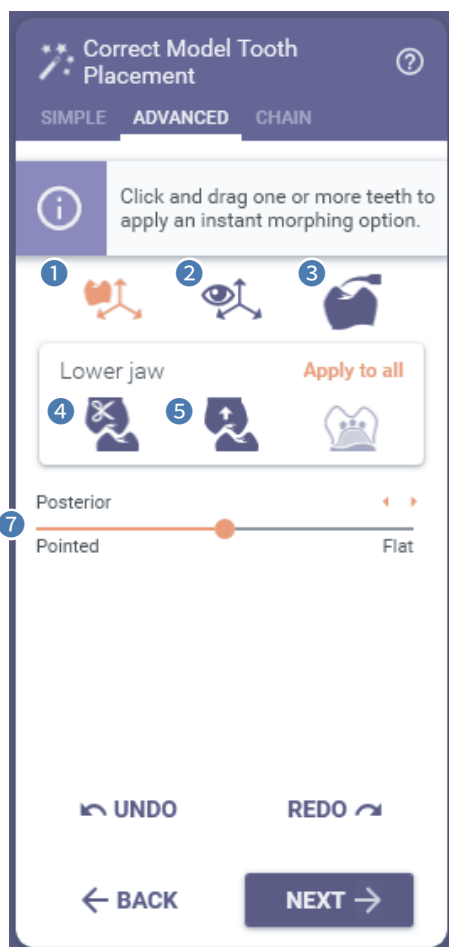 Correct Model Tooth
Placement
SIMPLE ADVANCED CHAIN
Click and drag one or more teeth to
apply an instant morphing option.
1 2 3
Lower jaw Apply to all
4 5
Posterior
7
Pointed Flat
UNDO REDO
BACK NEXT